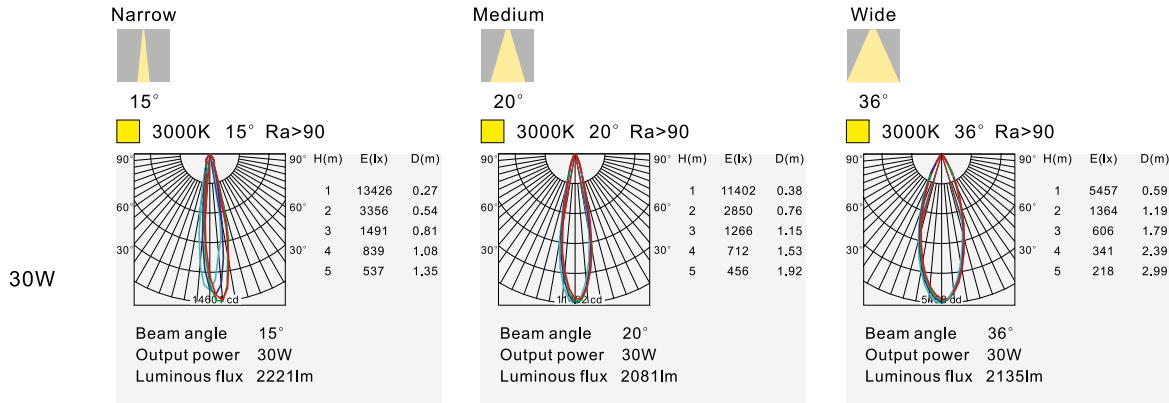 Narrow
15°
3000K 15° Ra>90
90° 90° H(m) E(lx) D(m)
1 13426 0.27
60° 60° 2 3356 0.54
3 1491 0.81
30° 30° 4 839 1.08
5 537 1.35
cd
Beam angle 15°
Output power 30W
Luminous flux 2221lm
Medium
20°
3000K 20° Ra>90
90° 90° H(m) E(lx) D(m)
1 11402 0.38
60° 60° 2 2850 0.76
3 1266 1.15
30° 30° 4 712 1.53
5 456 1.92
cd
Beam angle 20°
Output power 30W
Luminous flux 2081lm
Wide
36°
3000K 36° Ra>90
90° 90° H(m) E(lx) D(m)
1 5457 0.59
60° 60° 2 1364 1.19
3 606 1.79
30° 30° 4 341 2.39
5 218 2.99
cd
Beam angle 36°
Output power 30W
Luminous flux 2135lm
30W